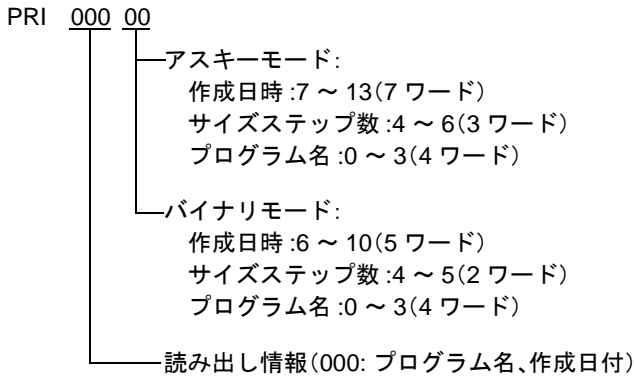 PRI 000 00
アスキーモード:
作成日時:7 ~ 13(7 ワード)
サイズステップ数:4 ~ 6(3 ワード)
プログラム名:0 ~ 3(4 ワード)
バイナリモード:
作成日時:6 ~ 10(5 ワード)
サイズステップ数:4 ~ 5(2 ワード)
プログラム名:0 ~ 3(4 ワード)
読み出し情報(000: プログラム名、作成日付)